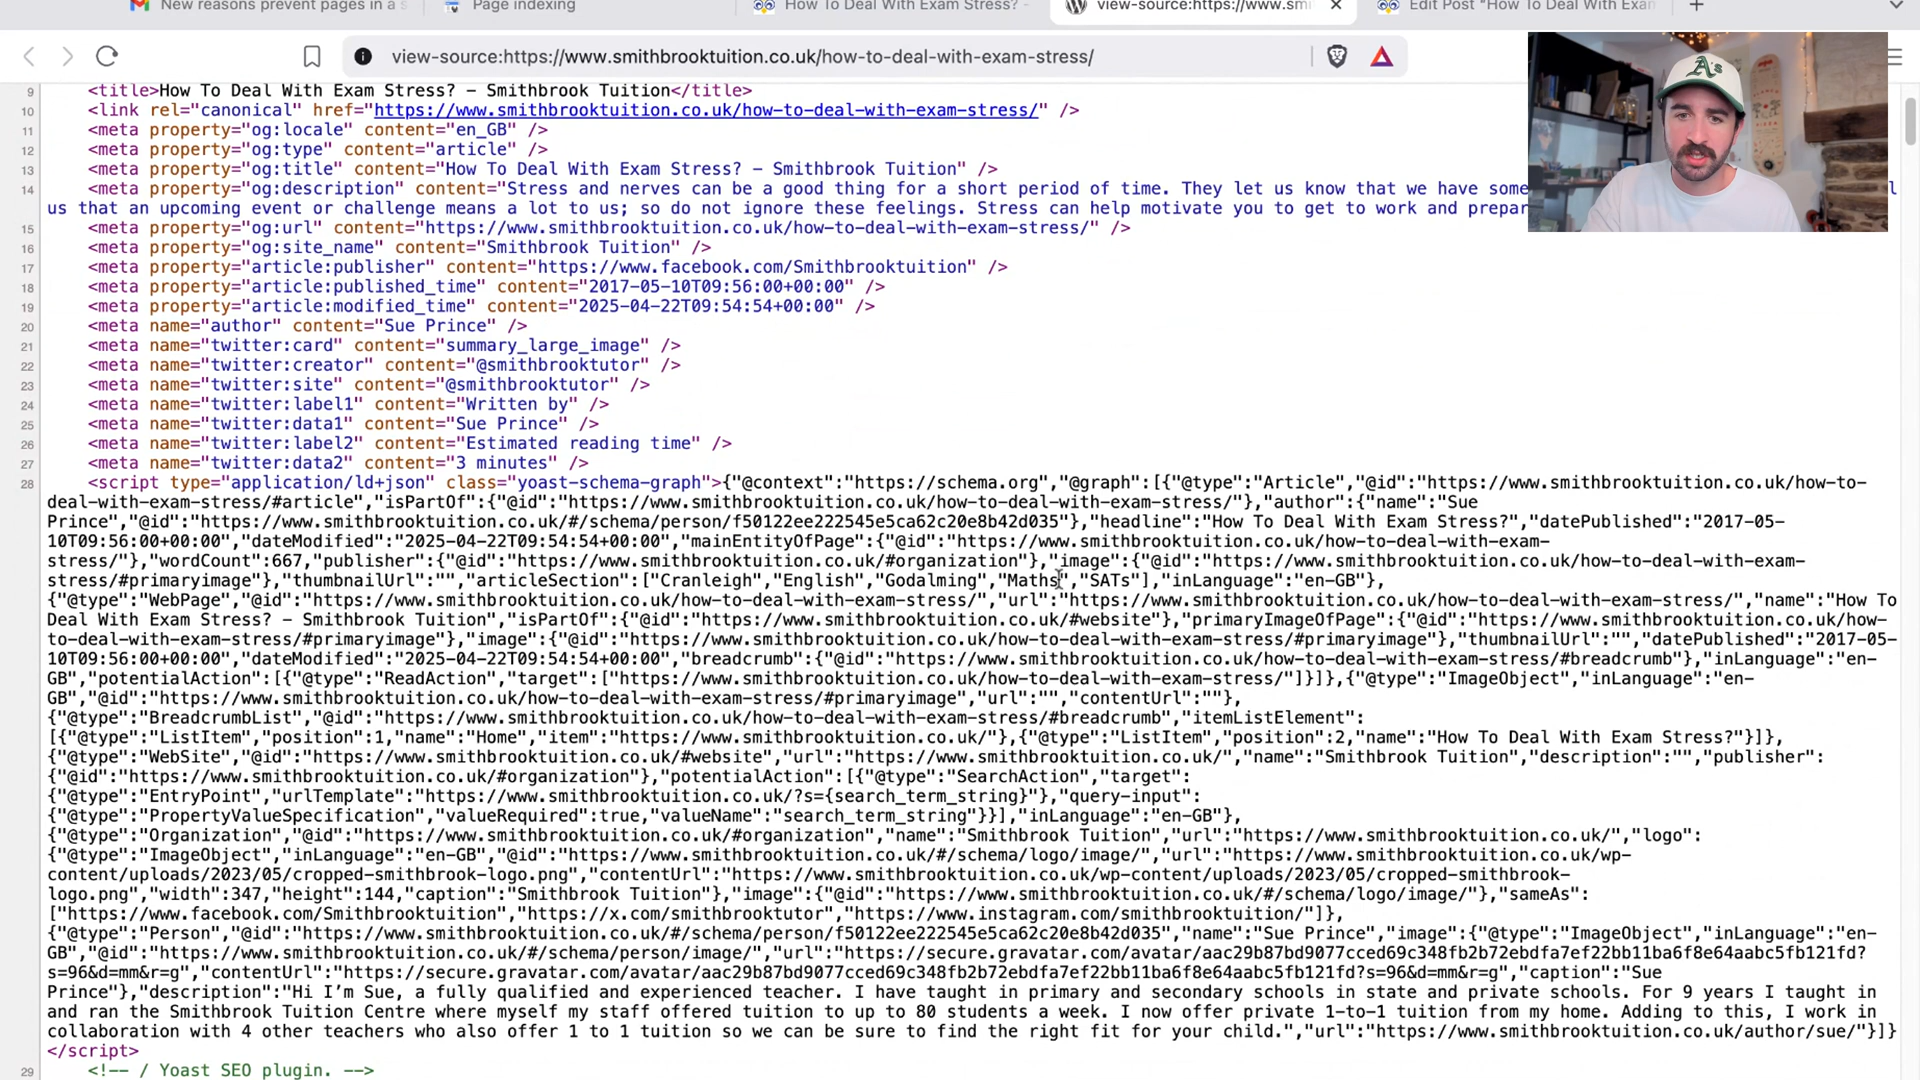 New reasons prevent pages in a s
Page indexing
How To Deal With Exam Stress? -
view-source:https://www.sm
Edit Post "How To Deal With Exam
view-source:https://www.smithbrooktuition.co.uk/how-to-deal-with-exam-stress/
A's
9 <title>How To Deal With Exam Stress? - Smithbrook Tuition</title>
10 <link rel="canonical" href="https://www.smithbrooktuition.co.uk/how-to-deal-with-exam-stress/" />
11 <meta property="og:locale" content="en_GB" />
12 <meta property="og:type" content="article" />
13 <meta property="og:title" content="How To Deal With Exam Stress? - Smithbrook Tuition" />
14 <meta property="og:description" content="Stress and nerves can be a good thing for a short period of time. They let us know that we have some l
us that an upcoming event or challenge means a lot to us; so do not ignore these feelings. Stress can help motivate you to get to work and prepar
15 <meta property="og:url" content="https://www.smithbrooktuition.co.uk/how-to-deal-with-exam-stress/" />
16 <meta property="og:site_name" content="Smithbrook Tuition" />
17 <meta property="article:publisher" content="https://www.facebook.com/Smithbrooktuition" />
18 <meta property="article:published_time" content="2017-05-10T09:56:00+00:00" />
19 <meta property="article:modified_time" content="2025-04-22T09:54:54+00:00" />
20 <meta name="author" content="Sue Prince" />
21 <meta name="twitter:card" content="summary_large_image" />
22 <meta name="twitter:creator" content="@smithbrooktutor" />
23 <meta name="twitter:site" content="@smithbrooktutor" />
24 <meta name="twitter:label1" content="Written by" />
25 <meta name="twitter:data1" content="Sue Prince" />
26 <meta name="twitter:label2" content="Estimated reading time" />
27 <meta name="twitter:data2" content="3 minutes" />
28 <script type="application/ld+json" class="yoast-schema-graph">{"@context":"https://schema.org","@graph":[{"@type":"Article","@id":"https://www.smithbrooktuition.co.uk/how-to-
deal-with-exam-stress/#article","isPartOf":{"@id":"https://www.smithbrooktuition.co.uk/how-to-deal-with-exam-stress/"},"author":{"name":"Sue
Prince","@id":"https://www.smithbrooktuition.co.uk/#/schema/person/f50122ee222545e5ca62c20e8b42d035"},"headline":"How To Deal With Exam Stress?","datePublished":"2017-05-
10T09:56:00+00:00","dateModified":"2025-04-22T09:54:54+00:00","mainEntityOfPage":{"@id":"https://www.smithbrooktuition.co.uk/how-to-deal-with-exam-
stress/"},"wordCount":667,"publisher":{"@id":"https://www.smithbrooktuition.co.uk/#organization"},"image":{"@id":"https://www.smithbrooktuition.co.uk/how-to-deal-with-exam-
stress/#primaryimage"},"thumbnailUrl":"","articleSection":["Cranleigh","English","Godalming","Maths","SATs"],"inLanguage":"en-GB"},
{"@type":"WebPage","@id":"https://www.smithbrooktuition.co.uk/how-to-deal-with-exam-stress/","url":"https://www.smithbrooktuition.co.uk/how-to-deal-with-exam-stress/","name":"How To
Deal With Exam Stress? - Smithbrook Tuition","isPartOf":{"@id":"https://www.smithbrooktuition.co.uk/#website"},"primaryImageOfPage":{"@id":"https://www.smithbrooktuition.co.uk/how-
to-deal-with-exam-stress/#primaryimage"},"image":{"@id":"https://www.smithbrooktuition.co.uk/how-to-deal-with-exam-stress/#primaryimage"},"thumbnailUrl":"","datePublished":"2017-05-
10T09:56:00+00:00","dateModified":"2025-04-22T09:54:54+00:00","breadcrumb":{"@id":"https://www.smithbrooktuition.co.uk/how-to-deal-with-exam-stress/#breadcrumb"},"inLanguage":"en-
GB","potentialAction":[{"@type":"ReadAction","target":["https://www.smithbrooktuition.co.uk/how-to-deal-with-exam-stress/"]}]},{"@type":"ImageObject","inLanguage":"en-
GB","@id":"https://www.smithbrooktuition.co.uk/how-to-deal-with-exam-stress/#primaryimage","url":"","contentUrl":""},
{"@type":"BreadcrumbList","@id":"https://www.smithbrooktuition.co.uk/how-to-deal-with-exam-stress/#breadcrumb","itemListElement":
[{"@type":"ListItem","position":1,"name":"Home","item":"https://www.smithbrooktuition.co.uk/"},{"@type":"ListItem","position":2,"name":"How To Deal With Exam Stress?"}]},
{"@type":"WebSite","@id":"https://www.smithbrooktuition.co.uk/#website","url":"https://www.smithbrooktuition.co.uk/","name":"Smithbrook Tuition","description":"","publisher":
{"@id":"https://www.smithbrooktuition.co.uk/#organization"},"potentialAction":[{"@type":"SearchAction","target":
{"@type":"EntryPoint","urlTemplate":"https://www.smithbrooktuition.co.uk/?s={search_term_string}"},"query-input":
{"@type":"PropertyValueSpecification","valueRequired":true,"valueName":"search_term_string"}}],"inLanguage":"en-GB"},
{"@type":"Organization","@id":"https://www.smithbrooktuition.co.uk/#organization","name":"Smithbrook Tuition","url":"https://www.smithbrooktuition.co.uk/","logo":
{"@type":"ImageObject","inLanguage":"en-GB","@id":"https://www.smithbrooktuition.co.uk/#/schema/logo/image/","url":"https://www.smithbrooktuition.co.uk/wp-
content/uploads/2023/05/cropped-smithbrook-logo.png","contentUrl":"https://www.smithbrooktuition.co.uk/wp-content/uploads/2023/05/cropped-smithbrook-
logo.png","width":347,"height":144,"caption":"Smithbrook Tuition"},"image":{"@id":"https://www.smithbrooktuition.co.uk/#/schema/logo/image/"},"sameAs":
["https://www.facebook.com/Smithbrooktuition","https://x.com/smithbrooktutor","https://www.instagram.com/smithbrooktuition/"]},
{"@type":"Person","@id":"https://www.smithbrooktuition.co.uk/#/schema/person/f50122ee222545e5ca62c20e8b42d035","name":"Sue Prince","image":{"@type":"ImageObject","inLanguage":"en-
GB","@id":"https://www.smithbrooktuition.co.uk/#/schema/person/image/","url":"https://secure.gravatar.com/avatar/aac29b87bd9077cced69c348fb2b72ebdfa7ef22bb11ba6f8e64aabc5fb121fd?
s=96&d=mm&r=g","contentUrl":"https://secure.gravatar.com/avatar/aac29b87bd9077cced69c348fb2b72ebdfa7ef22bb11ba6f8e64aabc5fb121fd?s=96&d=mm&r=g","caption":"Sue
Prince"},"description":"Hi I’m Sue, a fully qualified and experienced teacher. I have taught in primary and secondary schools in state and private schools. For 9 years I taught in
and ran the Smithbrook Tuition Centre where myself my staff offered tuition to up to 80 students a week. I now offer private 1-to-1 tuition from my home. Adding to this, I work in
collaboration with 4 other teachers who also offer 1 to 1 tuition so we can be sure to find the right fit for your child.","url":"https://www.smithbrooktuition.co.uk/author/sue/"}]}
</script>
29 <!-- / Yoast SEO plugin. -->